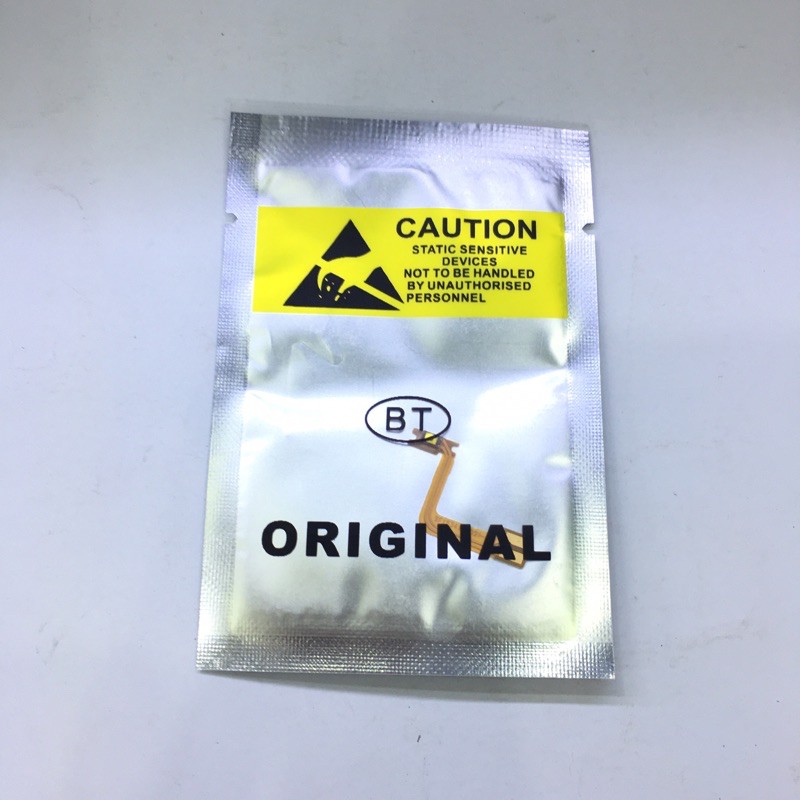 CAUTION
STATIC SENSITIVE
DEVICES
NOT TO BE HANDLED
BY UNAUTHORISED
PERSONNEL
BT
ORIGINAL